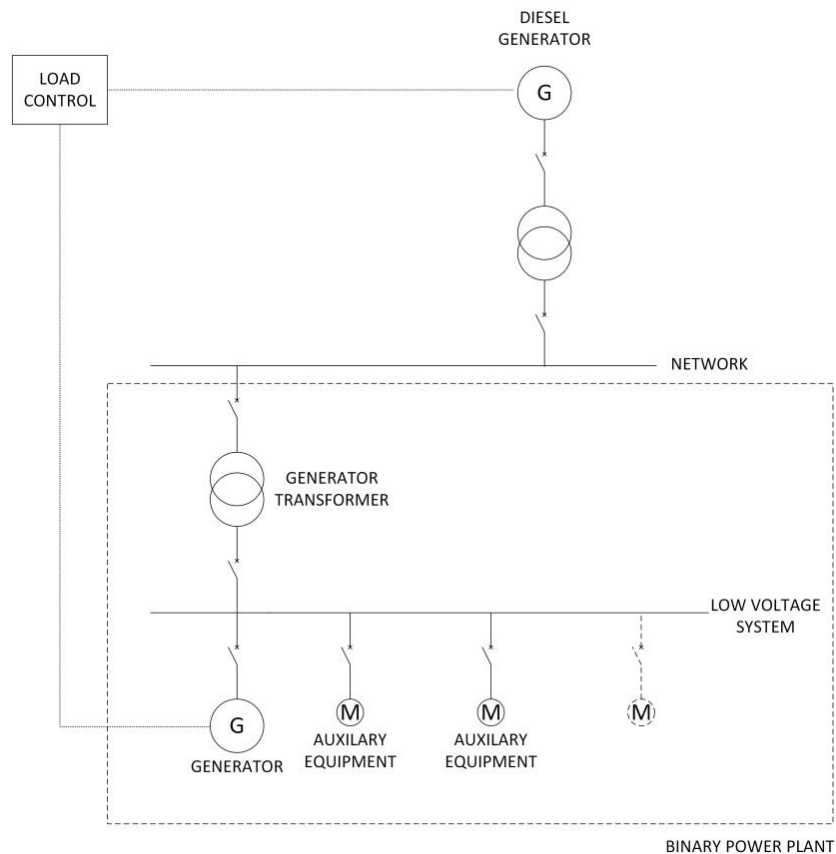 DIESEL
GENERATOR
LOAD
CONTROL
G
NETWORK
GENERATOR
TRANSFORMER
LOW VOLTAGE
SYSTEM
G
M
M
M
GENERATOR
AUXILARY
EQUIPMENT
AUXILARY
EQUIPMENT
BINARY POWER PLANT